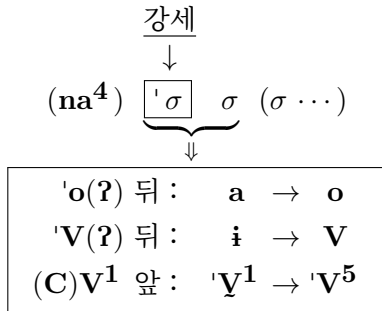 강세
↓
(na⁴) ˈσ σ (σ ⋯)
⇓
ˈo(ʔ) 뒤 : a → o
ˈV(ʔ) 뒤 : ɨ → V
(C)V¹ 앞 : ˈV̰¹ → ˈV⁵